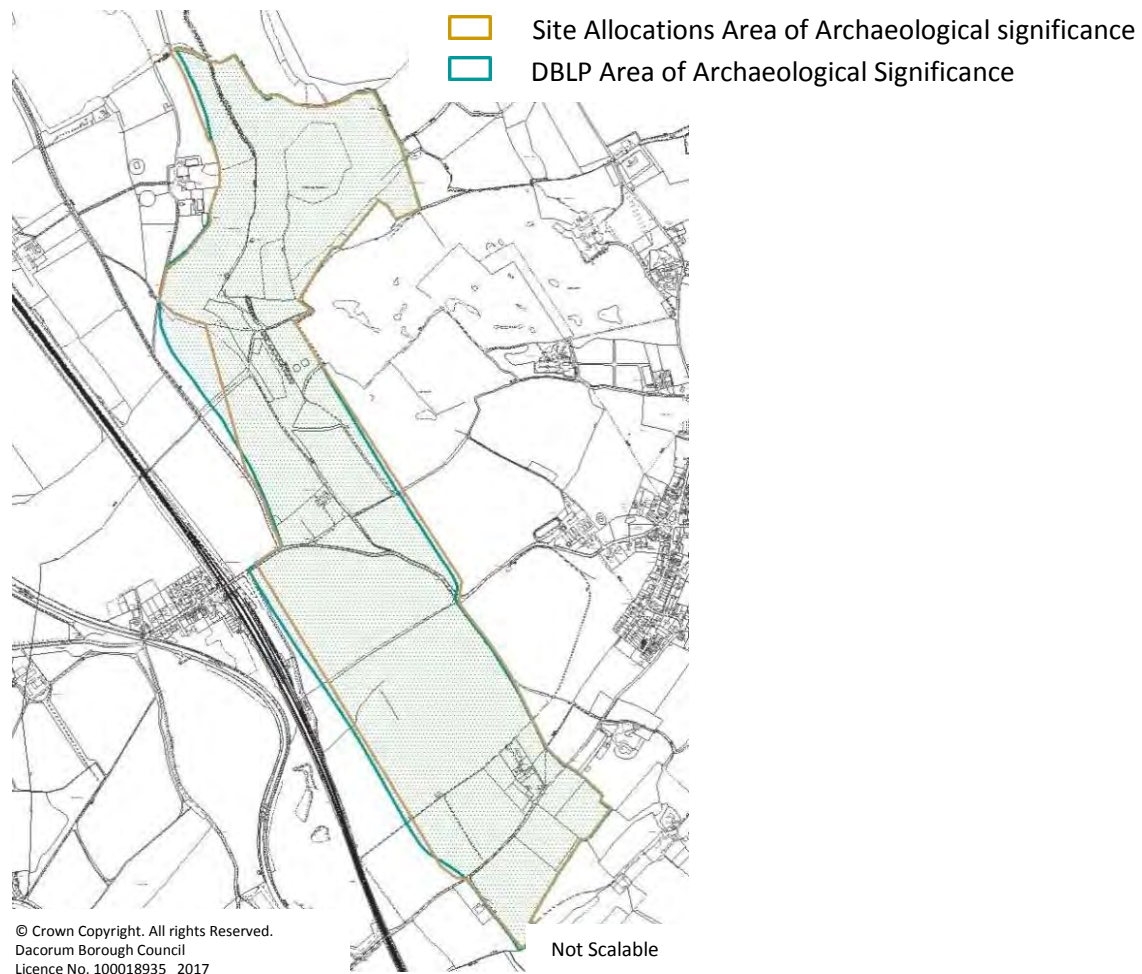 Site Allocations Area of Archaeological significance
DBLP Area of Archaeological Significance
© Crown Copyright. All rights Reserved.
Dacorum Borough Council
Licence No. 100018935 2017
Not Scalable